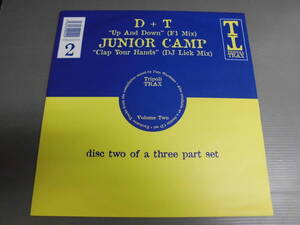 D + T
"Up And Down" (F1 Mix)
JUNIOR CAMP
"Clap Your Hands" (DJ Lick Mix)
2
TT
Tripoli
TRAX
Volume Two
disc two of a three part set